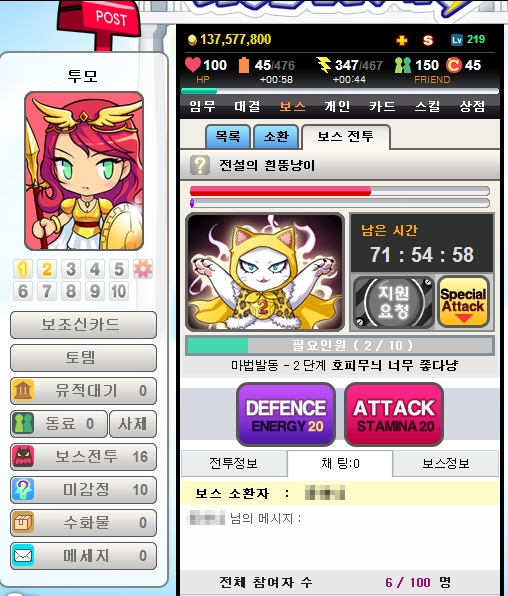 POST
투모
1 2 3 4 5
6 7 8 9 10
보조신카드
토템
유적대기 0
동료 0 사제
보스전투 16
미감정 10
수화물 0
메세지 0
137,577,800 S Lv 219
100 45/476 347/467 150 C 45
HP +00:58 +00:44 FRIEND
임무 대결 보스 개인 카드 스킬 상점
목록 소환 보스 전투
? 전설의 흰뚱냥이
남은 시간
71 : 54 : 58
2
지원 요청
Special Attack
필요인원 ( 2 / 10 )
마법발동 - 2 단계 호피무늬 너무 좋다냥
DEFENCE ENERGY 20
ATTACK STAMINA 20
전투정보 채 팅:0 보스정보
보스 소환자 :
님의 메시지 :
전체 참여자 수 6 / 100 명